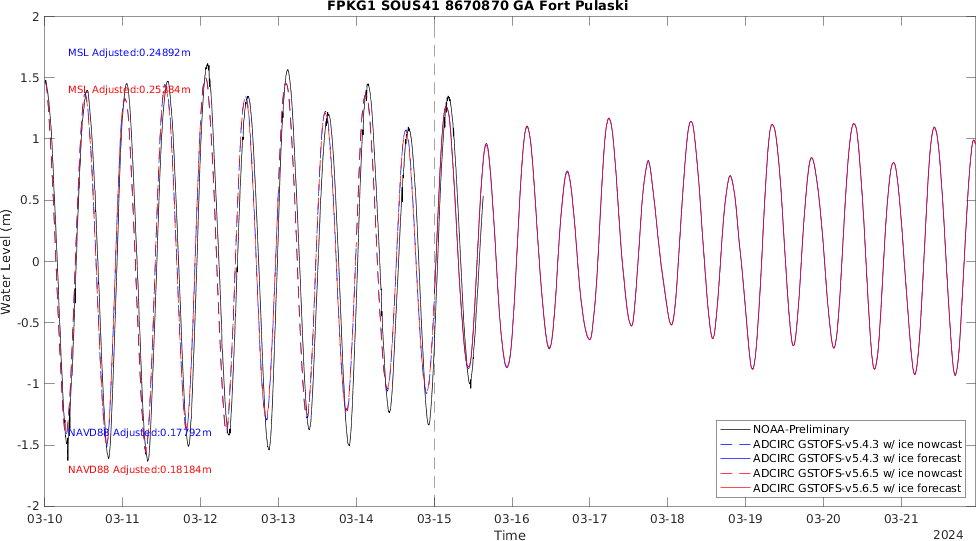 FPKG1 SOUS41 8670870 GA Fort Pulaski
2
1.5
1
0.5
0
-0.5
-1
-1.5
-2
Water Level (m)
MSL Adjusted:0.24892m
MSL Adjusted:0.25284m
NAVD88 Adjusted:0.17792m
NAVD88 Adjusted:0.18184m
NOAA-Preliminary
ADCIRC GSTOFS-v5.4.3 w/ ice nowcast
ADCIRC GSTOFS-v5.4.3 w/ ice forecast
ADCIRC GSTOFS-v5.6.5 w/ ice nowcast
ADCIRC GSTOFS-v5.6.5 w/ ice forecast
03-10 03-11 03-12 03-13 03-14 03-15 03-16 03-17 03-18 03-19 03-20 03-21
Time
2024